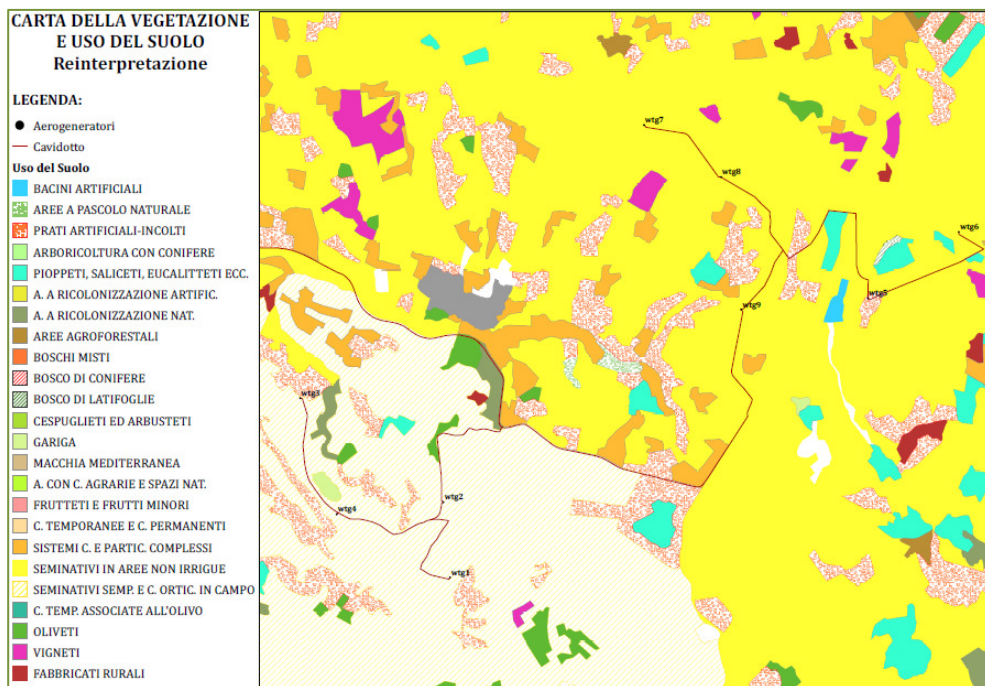 CARTA DELLA VEGETAZIONE
E USO DEL SUOLO
Reinterpretazione
LEGENDA:
Aerogeneratori
Cavidotto
Uso del Suolo
BACINI ARTIFICIALI
AREE A PASCOLO NATURALE
PRATI ARTIFICIALI-INCOLTI
ARBORICOLTURA CON CONIFERE
PIOPPETI, SALICETI, EUCALITTETI ECC.
A. A RICOLONIZZAZIONE ARTIFIC.
A. A RICOLONIZZAZIONE NAT.
AREE AGROFORESTALI
BOSCHI MISTI
BOSCO DI CONIFERE
BOSCO DI LATIFOGLIE
CESPUGLIETI ED ARBUSTETI
GARIGA
MACCHIA MEDITERRANEA
A. CON C. AGRARIE E SPAZI NAT.
FRUTTETI E FRUTTI MINORI
C. TEMPORANEE E C. PERMANENTI
SISTEMI C. E PARTIC. COMPLESSI
SEMINATIVI IN AREE NON IRRIGUE
SEMINATIVI SEMP. E C. ORTIC. IN CAMPO
C. TEMP. ASSOCIATE ALL'OLIVO
OLIVETI
VIGNETI
FABBRICATI RURALI
wtg7
wtg8
wtg6
wtg5
wtg9
wtg3
wtg2
wtg4
wtg1